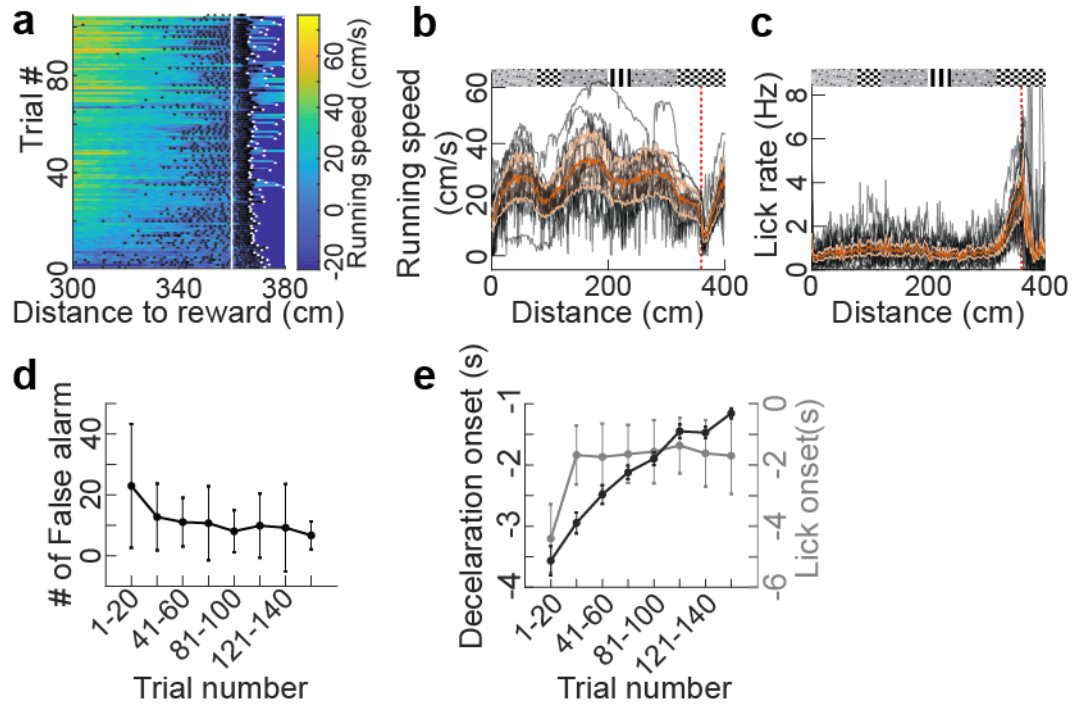 a
Trial #
0
40
80
300
340
380
Distance to reward (cm)
-20
0
20
40
60
Running speed (cm/s)
b
Running speed
(cm/s)
0
20
40
60
0
200
400
Distance (cm)
c
Lick rate (Hz)
0
2
4
6
8
0
200
400
Distance (cm)
d
# of False alarm
0
20
40
1-20
41-60
81-100
121-140
Trial number
e
Decelaration onset (s)
-4
-3
-2
-1
Lick onset(s)
-6
-4
-2
0
1-20
41-60
81-100
121-140
Trial number